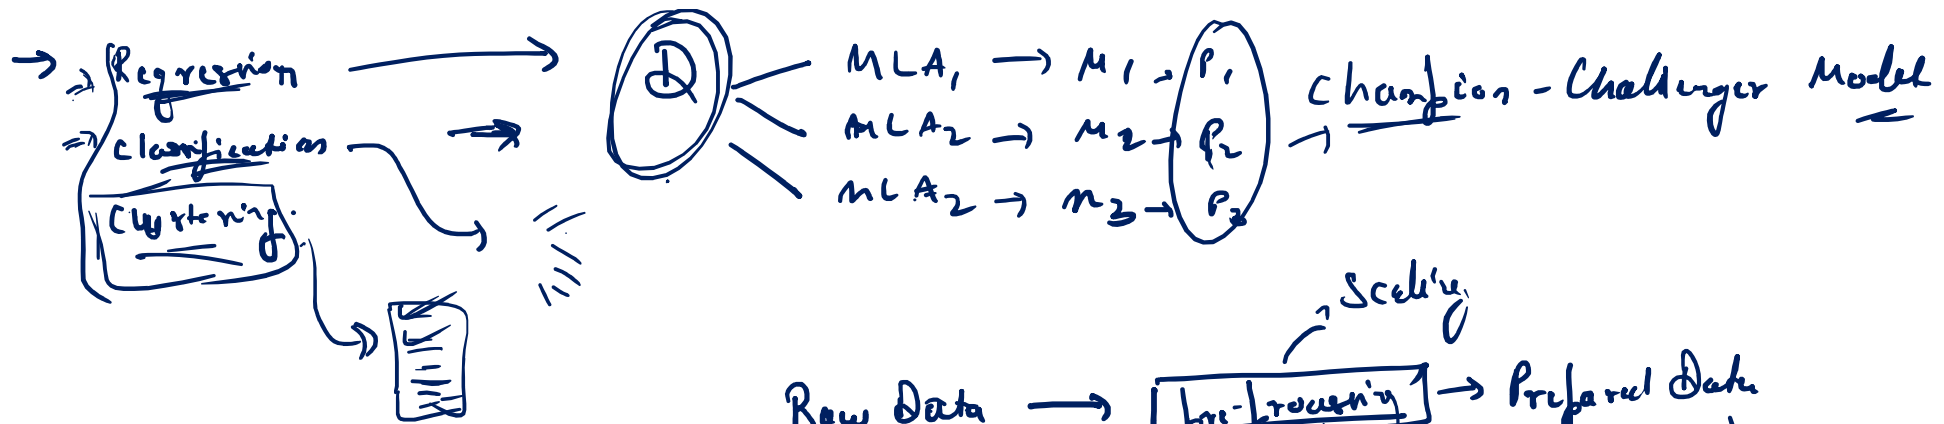 Regression
Classification
Clustering.
D
MLA1 → M1 → P1
MLA2 → M2 → P2
MLA2 → M3 → P3
Champion - Challenger Model
Scaling
Raw Data → Pre-Processing → Prepared Data